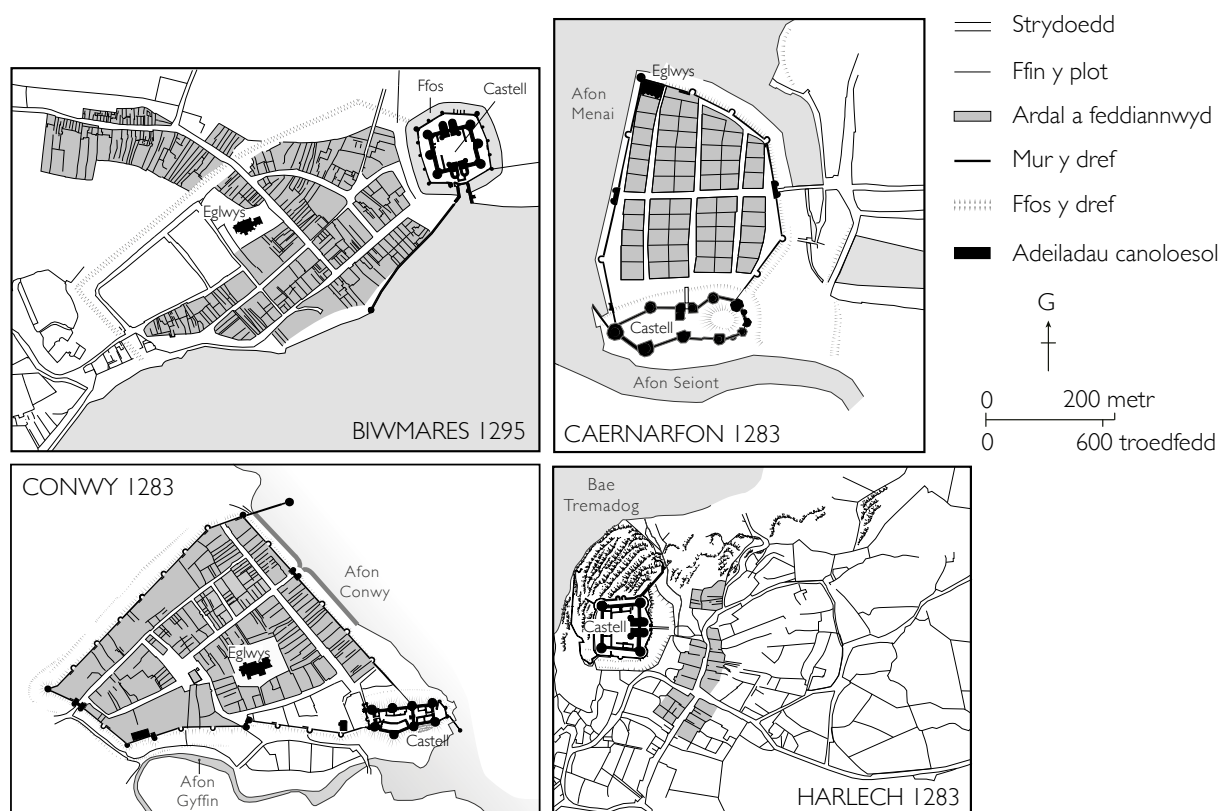 Ffos
Castell
Eglwys
BIWMARES 1295
Afon
Menai
Eglwys
Castell
Afon Seiont
CAERNARFON 1283
Strydoedd
Ffin y plot
Ardal a feddiannwyd
Mur y dref
Ffos y dref
Adeiladau canoloesol
G
0 200 metr
0 600 troedfedd
CONWY 1283
Afon
Conwy
Eglwys
Castell
Afon
Gyffin
Bae
Tremadog
Castell
HARLECH 1283